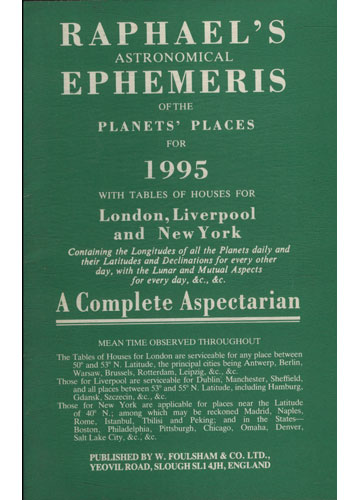 RAPHAEL'S
ASTRONOMICAL
EPHEMERIS
OF THE
PLANETS' PLACES
FOR
1995
WITH TABLES OF HOUSES FOR
London, Liverpool
and New York
Containing the Longitudes of all the Planets daily and
their Latitudes and Declinations for every other
day, with the Lunar and Mutual Aspects
for every day, &c., &c.
A Complete Aspectarian
MEAN TIME OBSERVED THROUGHOUT
The Tables of Houses for London are serviceable for any place between
50° and 53° N. Latitude, the principal cities being Antwerp, Berlin,
Warsaw, Brussels, Rotterdam, Leipzig, &c., &c.
Those for Liverpool are serviceable for Dublin, Manchester, Sheffield,
and all places between 53° and 55° N. Latitude, including Hamburg,
Gdansk, Szczecin, &c., &c.
Those for New York are applicable for places near the Latitude
of 40° N.; among which may be reckoned Madrid, Naples,
Rome, Istanbul, Tbilisi and Peking; and in the States—
Boston, Philadelphia, Pittsburgh, Chicago, Omaha, Denver,
Salt Lake City, &c., &c.
PUBLISHED BY W. FOULSHAM & CO. LTD.,
YEOVIL ROAD, SLOUGH SL1 4JH, ENGLAND